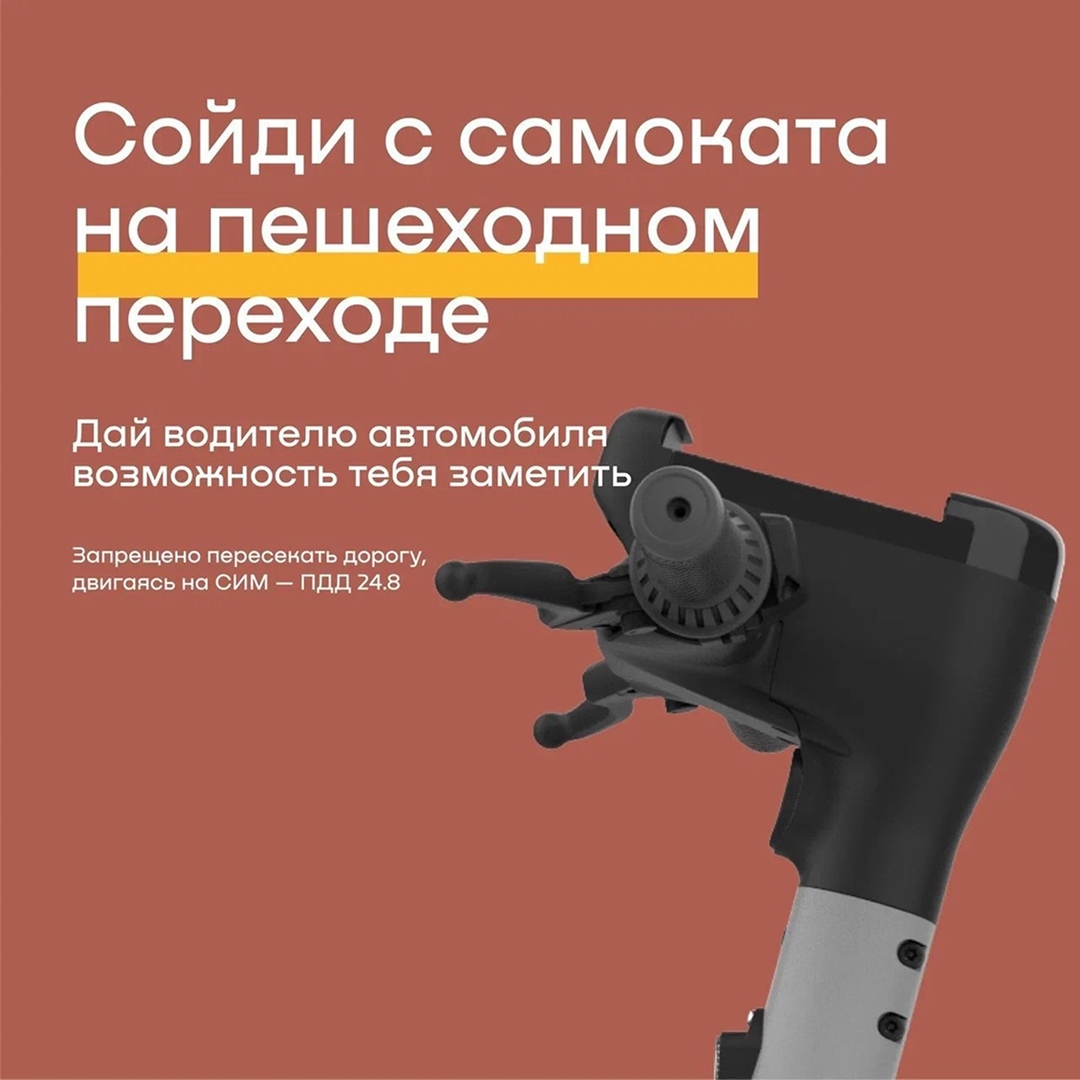 Сойди с самоката
на пешеходном
переходе
Дай водителю автомобиля
возможность тебя заметить
Запрещено пересекать дорогу,
двигаясь на СИМ — ПДД 24.8